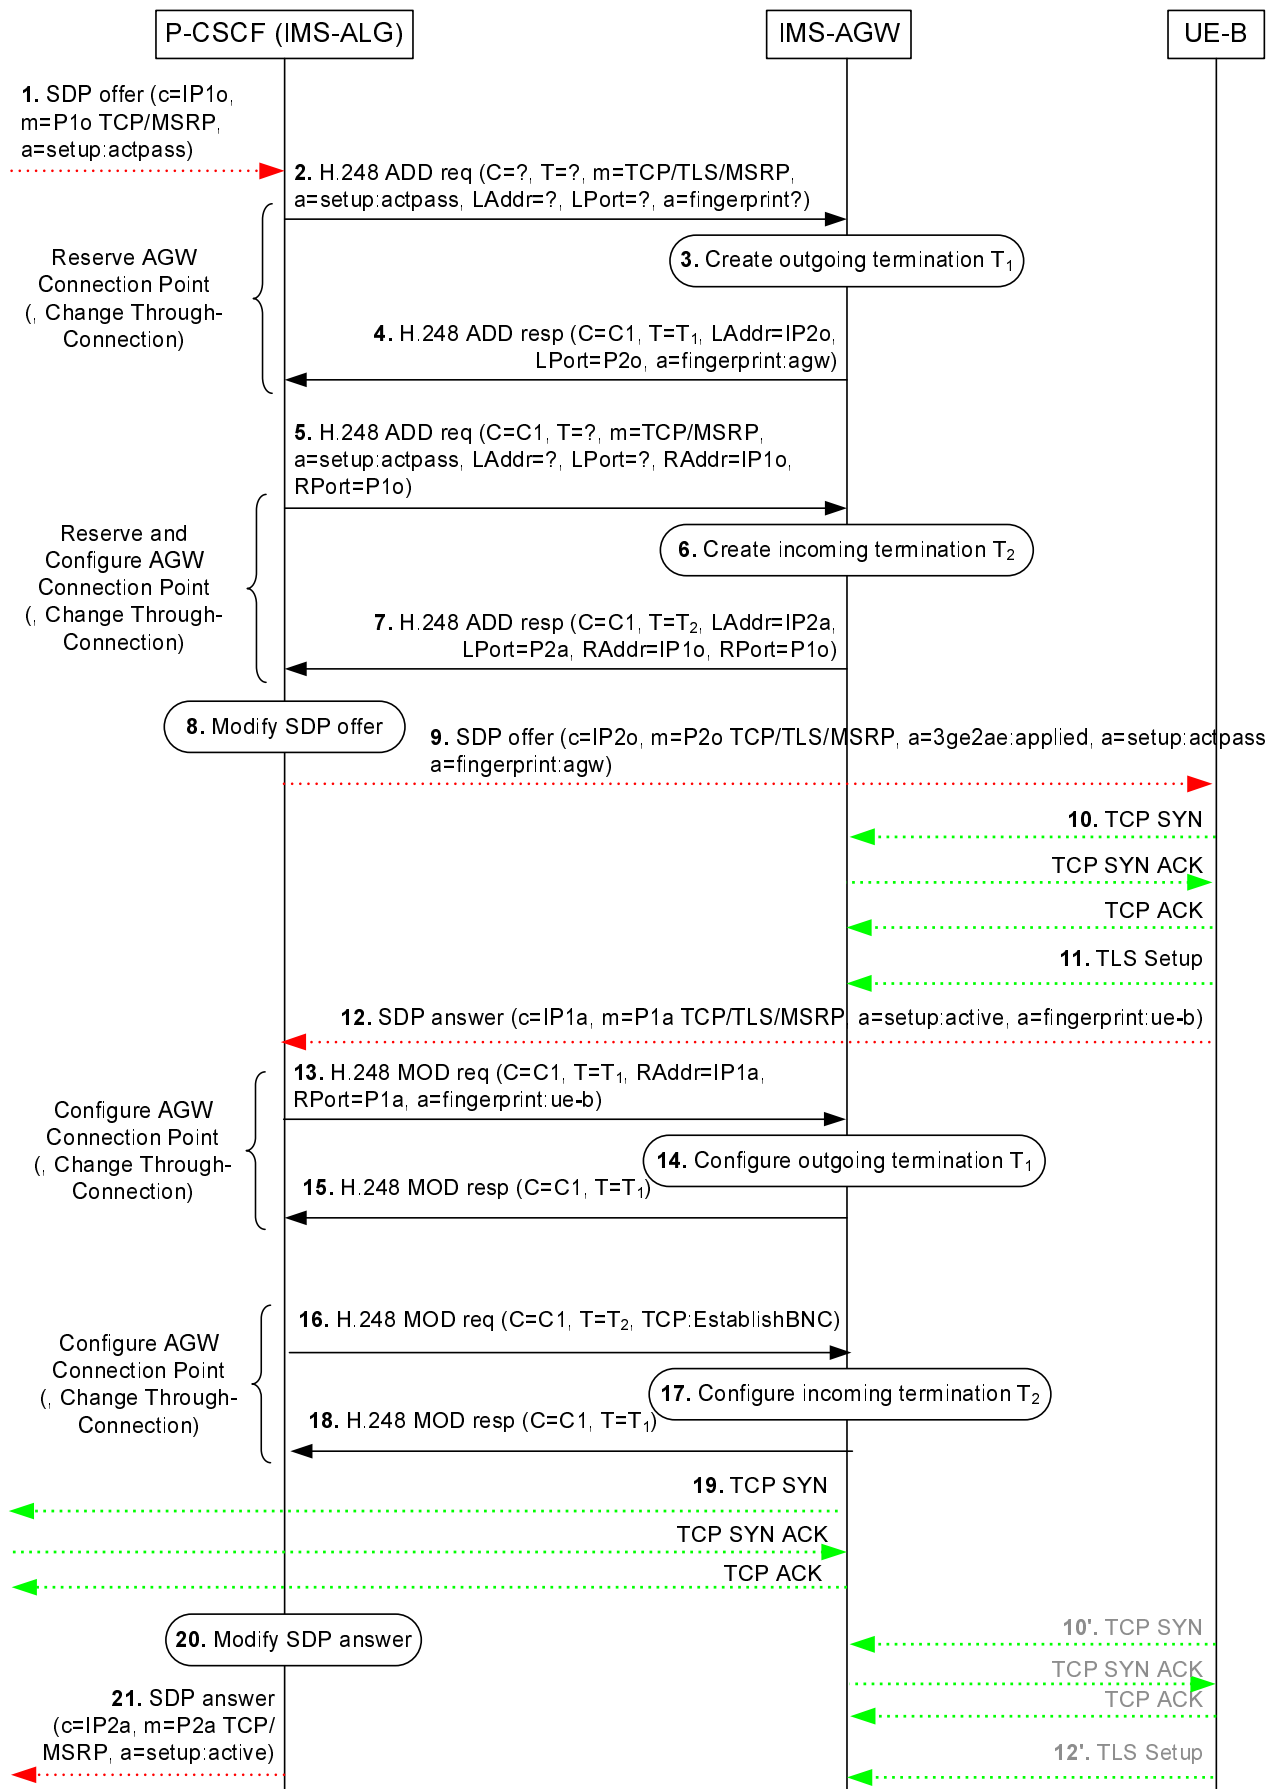 P-CSCF (IMS-ALG)
IMS-AGW
UE-B
1. SDP offer (c=IP1o,
m=P1o TCP/MSRP,
a=setup:actpass)
2. H.248 ADD req (C=?, T=?, m=TCP/TLS/MSRP,
a=setup:actpass, LAddr=?, LPort=?, a=fingerprint?)
Reserve AGW
Connection Point
(, Change Through-
Connection)
3. Create outgoing termination T1
4. H.248 ADD resp (C=C1, T=T1, LAddr=IP2o,
LPort=P2o, a=fingerprint:agw)
5. H.248 ADD req (C=C1, T=?, m=TCP/MSRP,
a=setup:actpass, LAddr=?, LPort=?, RAddr=IP1o,
RPort=P1o)
Reserve and
Configure AGW
Connection Point
(, Change Through-
Connection)
6. Create incoming termination T2
7. H.248 ADD resp (C=C1, T=T2, LAddr=IP2a,
LPort=P2a, RAddr=IP1o, RPort=P1o)
8. Modify SDP offer
9. SDP offer (c=IP2o, m=P2o TCP/TLS/MSRP, a=3ge2ae:applied, a=setup:actpass
a=fingerprint:agw)
10. TCP SYN
TCP SYN ACK
TCP ACK
11. TLS Setup
12. SDP answer (c=IP1a, m=P1a TCP/TLS/MSRP, a=setup:active, a=fingerprint:ue-b)
13. H.248 MOD req (C=C1, T=T1, RAddr=IP1a,
RPort=P1a, a=fingerprint:ue-b)
Configure AGW
Connection Point
(, Change Through-
Connection)
14. Configure outgoing termination T1
15. H.248 MOD resp (C=C1, T=T1)
16. H.248 MOD req (C=C1, T=T2, TCP:EstablishBNC)
Configure AGW
Connection Point
(, Change Through-
Connection)
17. Configure incoming termination T2
18. H.248 MOD resp (C=C1, T=T1)
19. TCP SYN
TCP SYN ACK
TCP ACK
20. Modify SDP answer
10'. TCP SYN
TCP SYN ACK
TCP ACK
21. SDP answer
(c=IP2a, m=P2a TCP/
MSRP, a=setup:active)
12'. TLS Setup